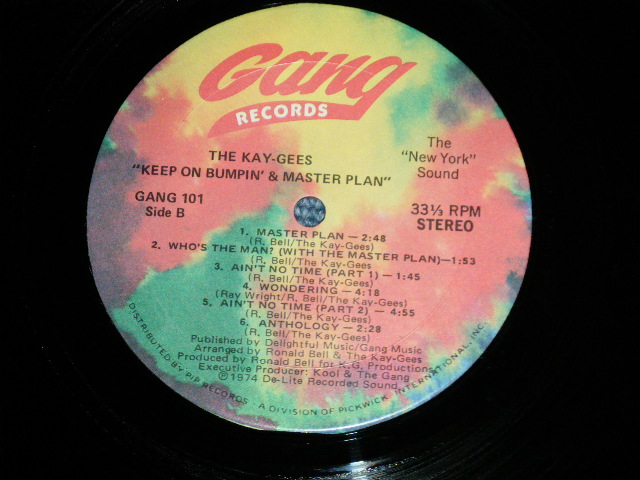 Gang
RECORDS
The
"New York"
Sound
THE KAY-GEES
"KEEP ON BUMPIN' & MASTER PLAN"
GANG 101
Side B
33⅓ RPM
STEREO
1. MASTER PLAN — 2:48
(R. Bell/The Kay-Gees)
2. WHO'S THE MAN? (WITH THE MASTER PLAN)—1:53
(R. Bell/The Kay-Gees
3. AIN'T NO TIME (PART 1) — 1:45
(R. Bell/The Kay-Gees)
4. WONDERING — 4:18
(Ray Wright/R. Bell/The Kay-Gees)
5. AIN'T NO TIME (PART 2) — 4:55
(R. Bell/The Kay-Gees)
6. ANTHOLOGY — 2:28
(R. Bell/The Kay-Gees)
Published by Delightful Music/Gang Music
Arranged by Ronald Bell & The Kay-Gees
Produced by Ronald Bell for K.G. Productions
Executive Producer: Kool & The Gang
℗1974 De-Lite Recorded Sound
DISTRIBUTED BY PIP RECORDS · A DIVISION OF PICKWICK INTERNATIONAL, INC.